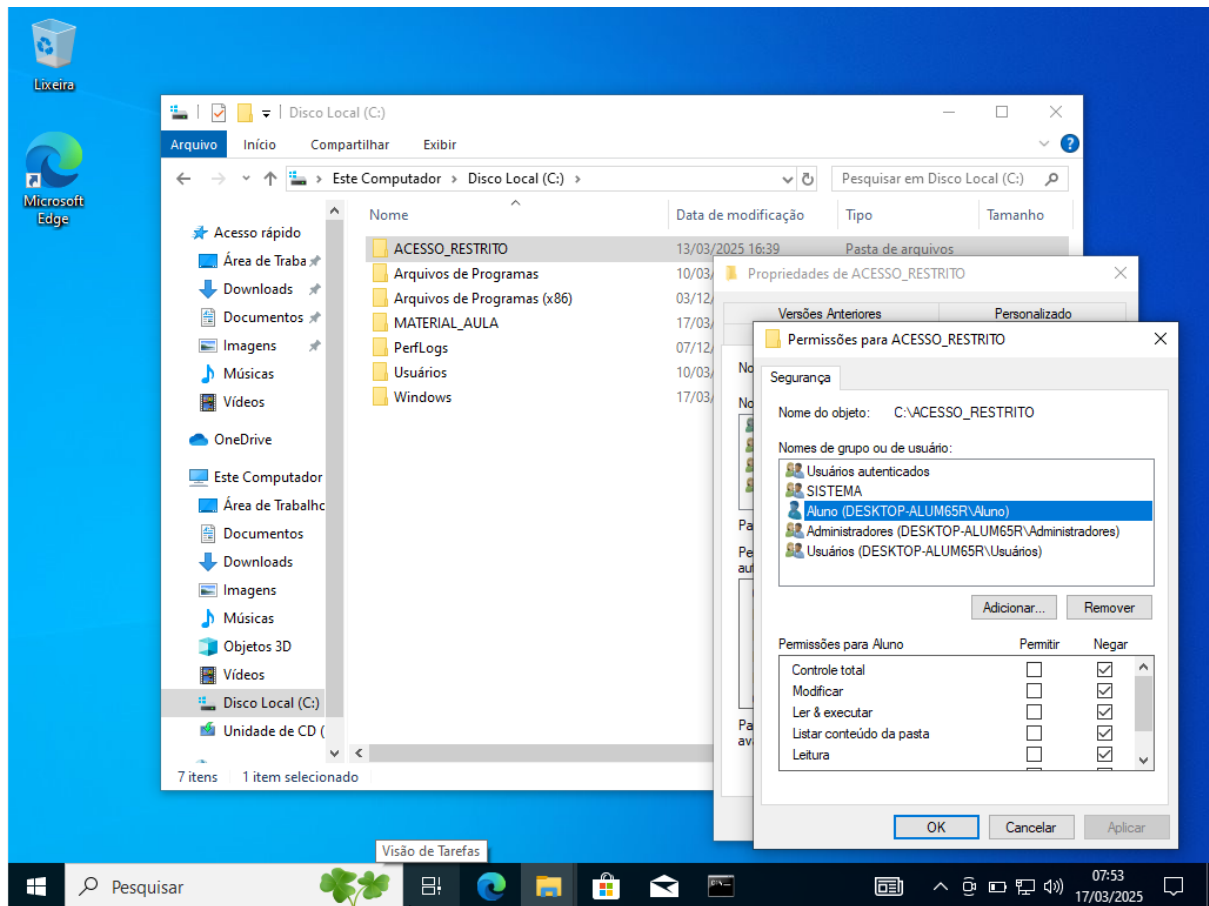 Lixeira
Microsoft
Edge
Disco Local (C:)
Arquivo Início Compartilhar Exibir
Este Computador > Disco Local (C:) >
Pesquisar em Disco Local (C:)
Acesso rápido
Área de Traba
Downloads
Documentos
Imagens
Músicas
Vídeos
OneDrive
Este Computador
Área de Trabalho
Documentos
Downloads
Imagens
Músicas
Objetos 3D
Vídeos
Disco Local (C:)
Unidade de CD (
Nome Data de modificação Tipo Tamanho
ACESSO_RESTRITO 13/03/2025 16:39 Pasta de arquivos
Arquivos de Programas 10/03/
Arquivos de Programas (x86) 03/12/
MATERIAL_AULA 17/03/
PerfLogs 07/12/
Usuários 10/03/
Windows 17/03/
7 itens 1 item selecionado
Propriedades de ACESSO_RESTRITO
Versões Anteriores Personalizado
No
No
Pa
Pe
aut
Pa
av
Permissões para ACESSO_RESTRITO
Segurança
Nome do objeto: C:\ACESSO_RESTRITO
Nomes de grupo ou de usuário:
Usuários autenticados
SISTEMA
Aluno (DESKTOP-ALUM65R\Aluno)
Administradores (DESKTOP-ALUM65R\Administradores)
Usuários (DESKTOP-ALUM65R\Usuários)
Adicionar... Remover
Permissões para Aluno Permitir Negar
Controle total
Modificar
Ler & executar
Listar conteúdo da pasta
Leitura
OK Cancelar Aplicar
Visão de Tarefas
Pesquisar
07:53
17/03/2025